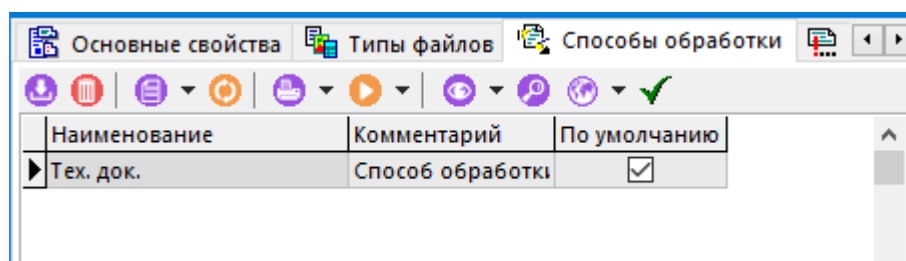 Основные свойства Типы файлов Способы обработки
Наименование Комментарий По умолчанию
Тех. док. Способ обработки